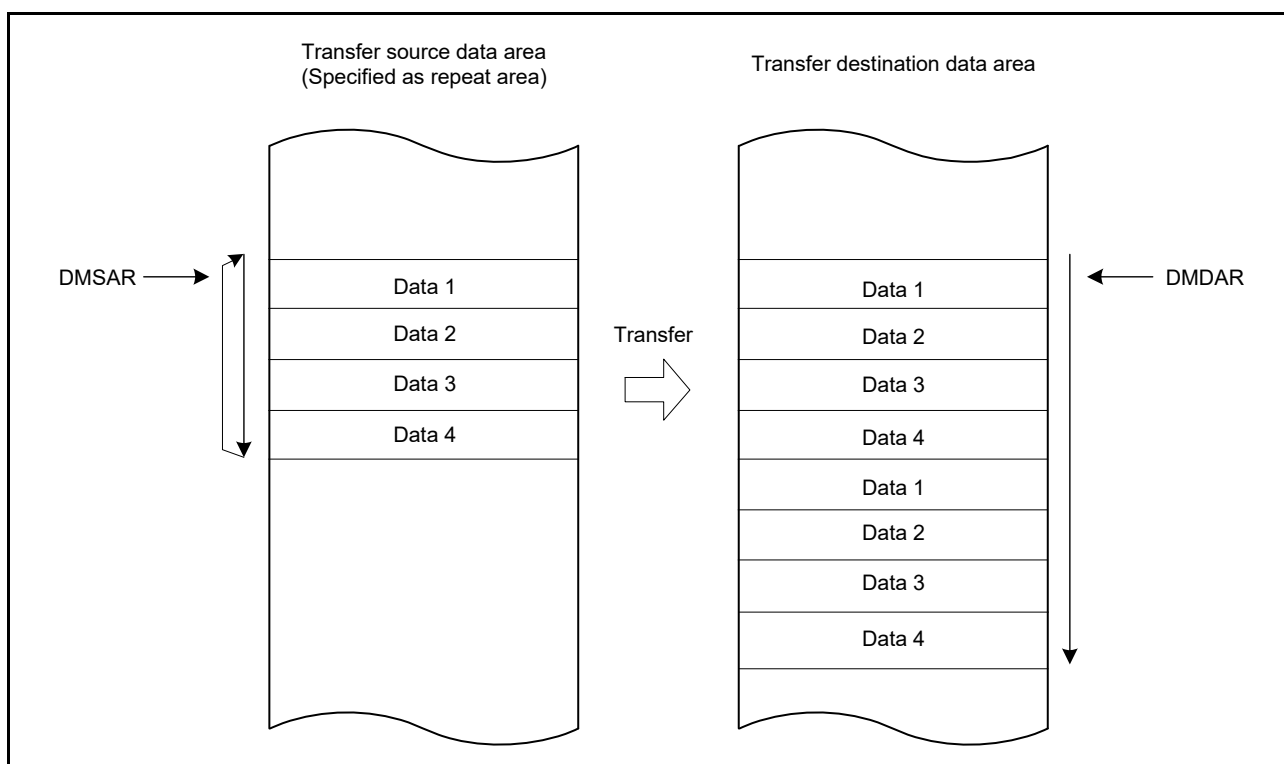 Transfer source data area
(Specified as repeat area)
Transfer destination data area
DMSAR
Data 1
Data 2
Data 3
Data 4
Transfer
Data 1
Data 2
Data 3
Data 4
Data 1
Data 2
Data 3
Data 4
DMDAR